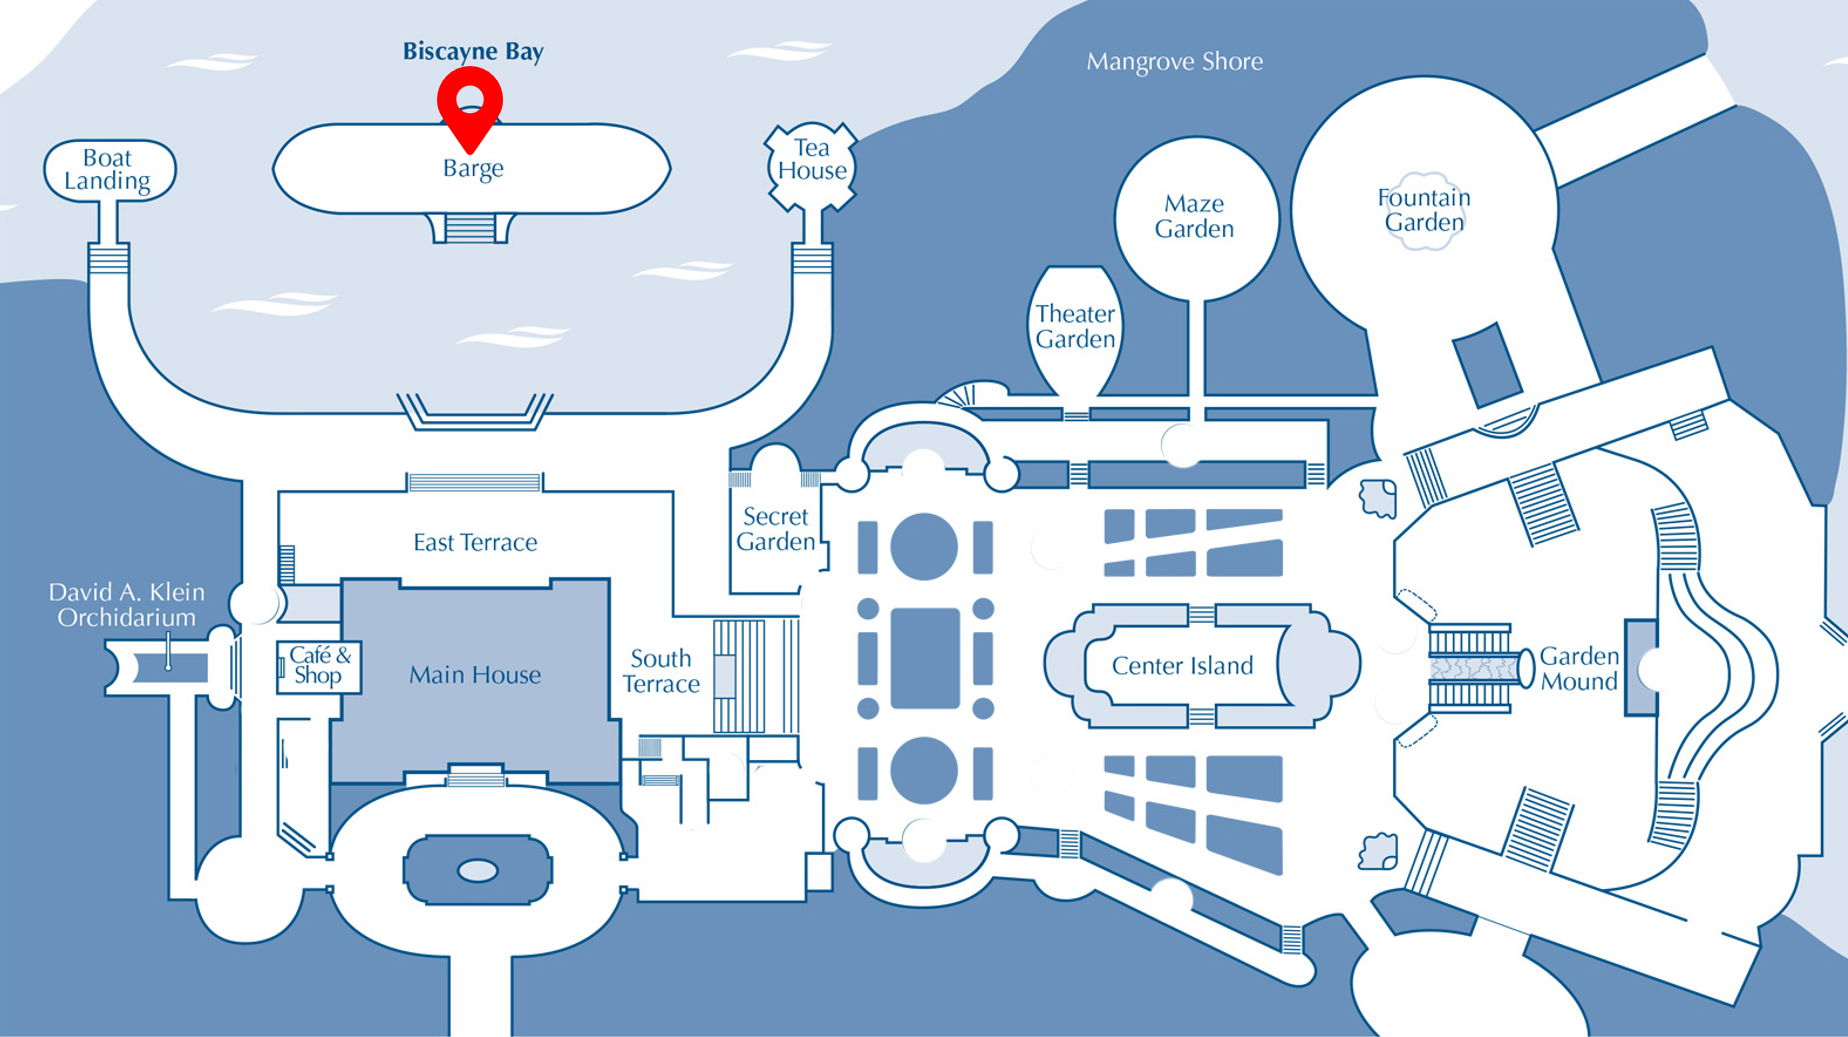 Biscayne Bay
Mangrove Shore
Boat
Landing
Barge
Tea
House
Maze
Garden
Fountain
Garden
Theater
Garden
Secret
Garden
East Terrace
David A. Klein
Orchidarium
Café &
Shop
Main House
South
Terrace
Center Island
Garden
Mound